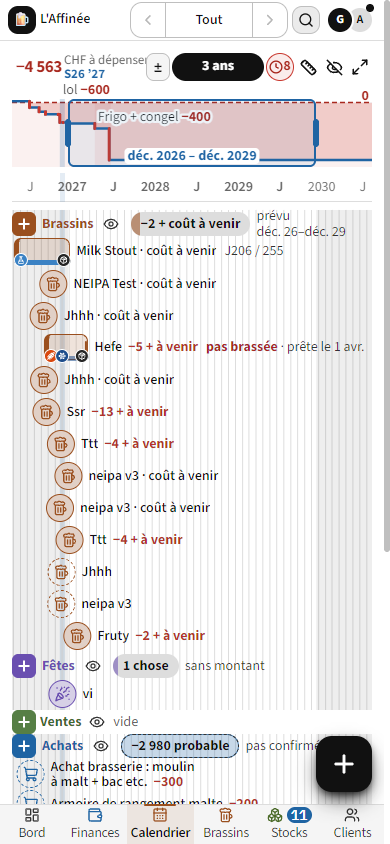 L'Affinée
Tout
G
A
−4 563
CHF à dépenser
S26 ’27
lol −600
±
3 ans
8
0
Frigo + congel −400
déc. 2026 – déc. 2029
J 2027 J 2028 J 2029 J 2030 J
Brassins
−2 + coût à venir
prévu
déc. 26–déc. 29
Milk Stout · coût à venir J206 / 255
NEIPA Test · coût à venir
Jhhh · coût à venir
Hefe −5 + à venir pas brassée · prête le 1 avr.
Jhhh · coût à venir
Ssr −13 + à venir
Ttt −4 + à venir
neipa v3 · coût à venir
neipa v3 · coût à venir
Ttt −4 + à venir
Jhhh
neipa v3
Fruty −2 + à venir
Fêtes
1 chose
sans montant
vi
Ventes
vide
Achats
−2 980 probable
pas confirmé
Achat brasserie : moulin
à malt + bac etc. −300
Armoire de rangement malte −200
Bord
Finances
Calendrier
Brassins
Stocks
11
Clients